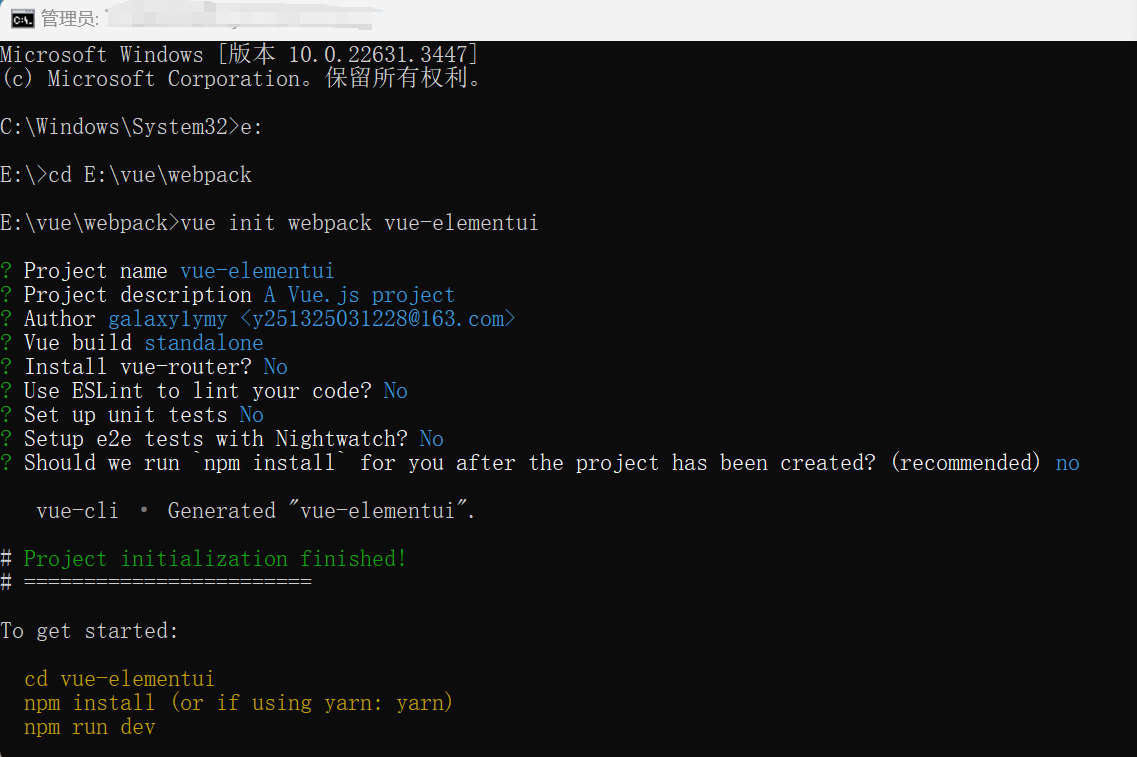 管理员:
Microsoft Windows [版本 10.0.22631.3447]
(c) Microsoft Corporation。保留所有权利。
C:\Windows\System32>e:
E:\>cd E:\vue\webpack
E:\vue\webpack>vue init webpack vue-elementui
? Project name vue-elementui
? Project description A Vue.js project
? Author galaxy1ymy <y251325031228@163.com>
? Vue build standalone
? Install vue-router? No
? Use ESLint to lint your code? No
? Set up unit tests No
? Setup e2e tests with Nightwatch? No
? Should we run `npm install` for you after the project has been created? (recommended) no
vue-cli · Generated "vue-elementui".
# Project initialization finished!
# ========================
To get started:
cd vue-elementui
npm install (or if using yarn: yarn)
npm run dev